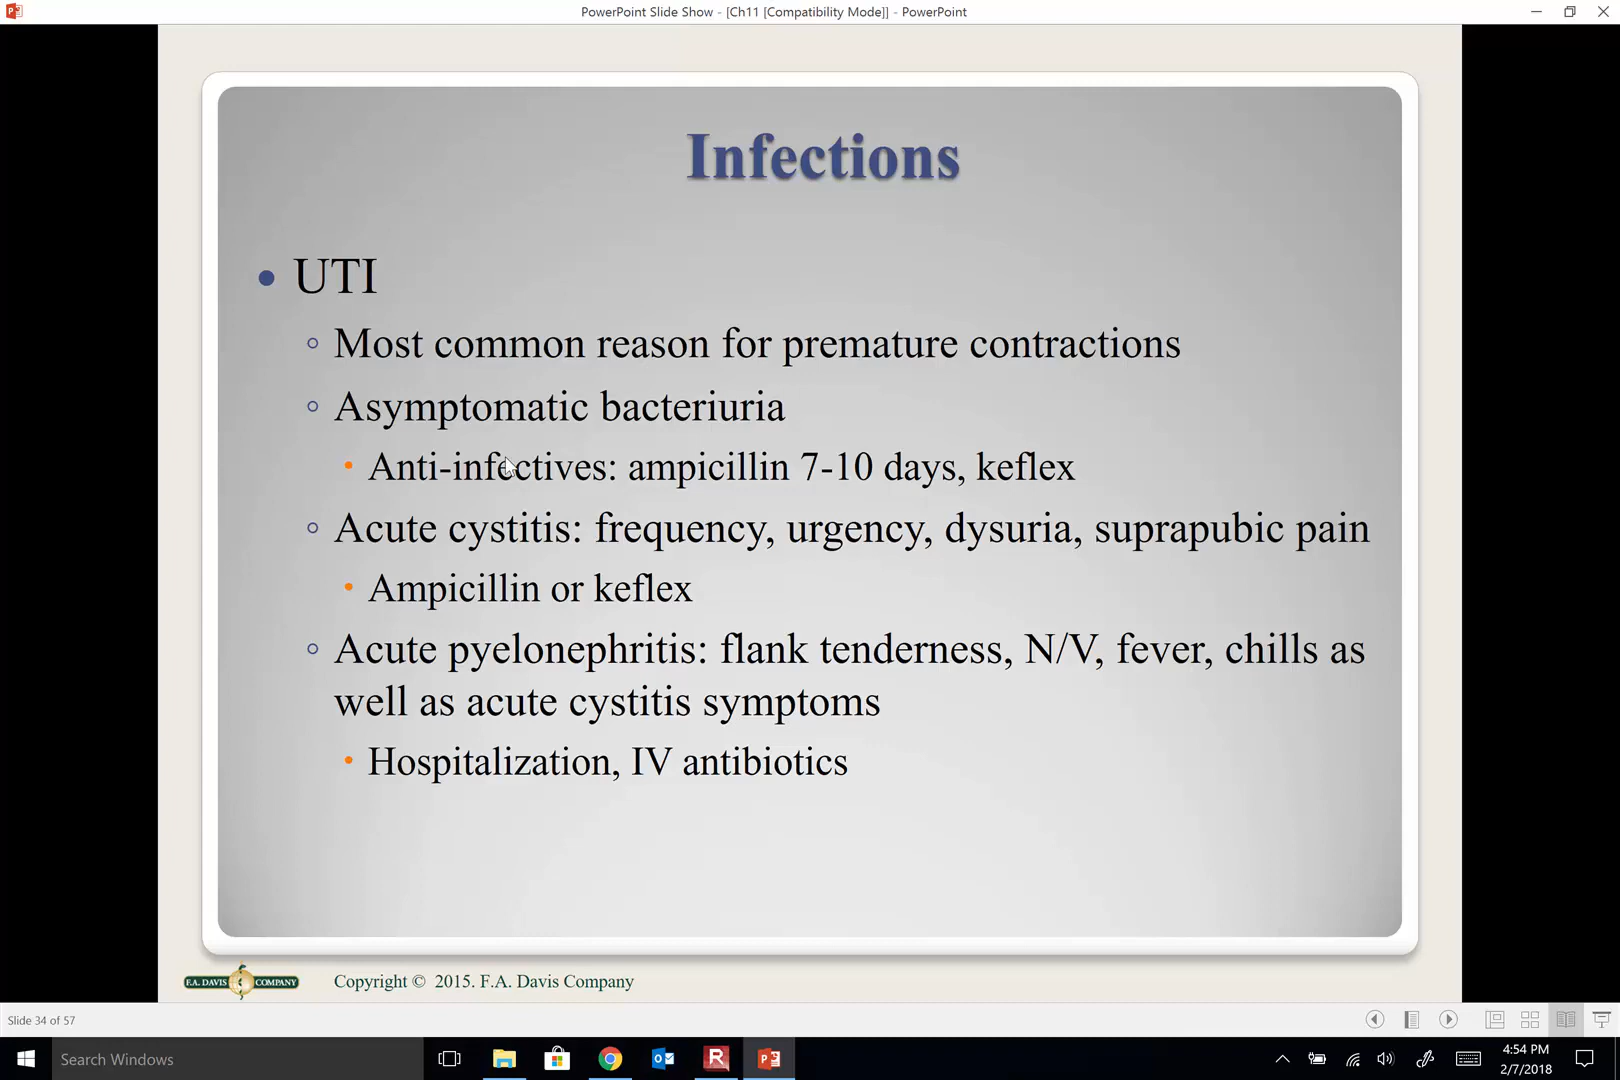 PowerPoint Slide Show - [Ch11 [Compatibility Mode]] - PowerPoint
Infections
UTI
Most common reason for premature contractions
Asymptomatic bacteriuria
Anti-infectives: ampicillin 7-10 days, keflex
Acute cystitis: frequency, urgency, dysuria, suprapubic pain
Ampicillin or keflex
Acute pyelonephritis: flank tenderness, N/V, fever, chills as
well as acute cystitis symptoms
Hospitalization, IV antibiotics
F.A. DAVIS COMPANY
Copyright © 2015. F.A. Davis Company
Slide 34 of 57
Search Windows
4:54 PM
2/7/2018